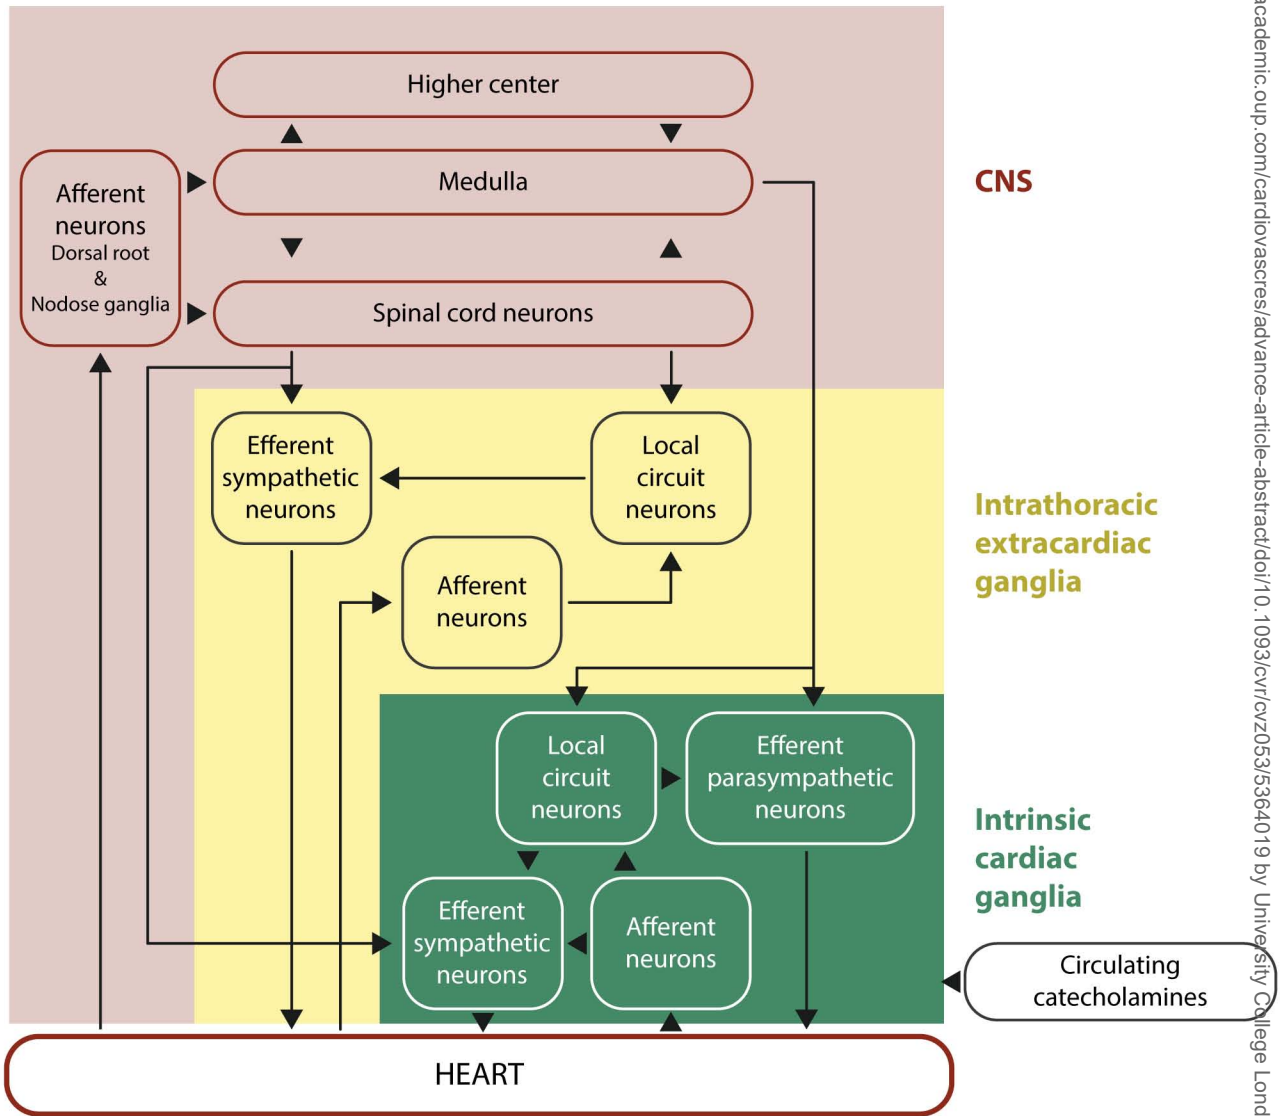 Higher center
Medulla
Afferent
neurons
Dorsal root
&
Nodose ganglia
Spinal cord neurons
CNS
Efferent
sympathetic
neurons
Local
circuit
neurons
Afferent
neurons
Intrathoracic
extracardiac
ganglia
Local
circuit
neurons
Efferent
parasympathetic
neurons
Efferent
sympathetic
neurons
Afferent
neurons
Intrinsic
cardiac
ganglia
Circulating
catecholamines
HEART
academic.oup.com/cardiovascres/advance-article-abstract/doi/10.1093/cvr/cvz053/5364019 by University College Lond